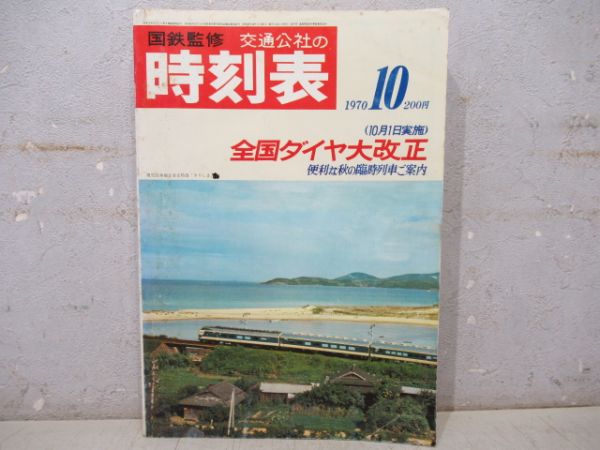 国鉄監修 交通公社の
時刻表
1970 10 200円
(10月1日実施)
全国ダイヤ大改正
便利な秋の臨時列車ご案内